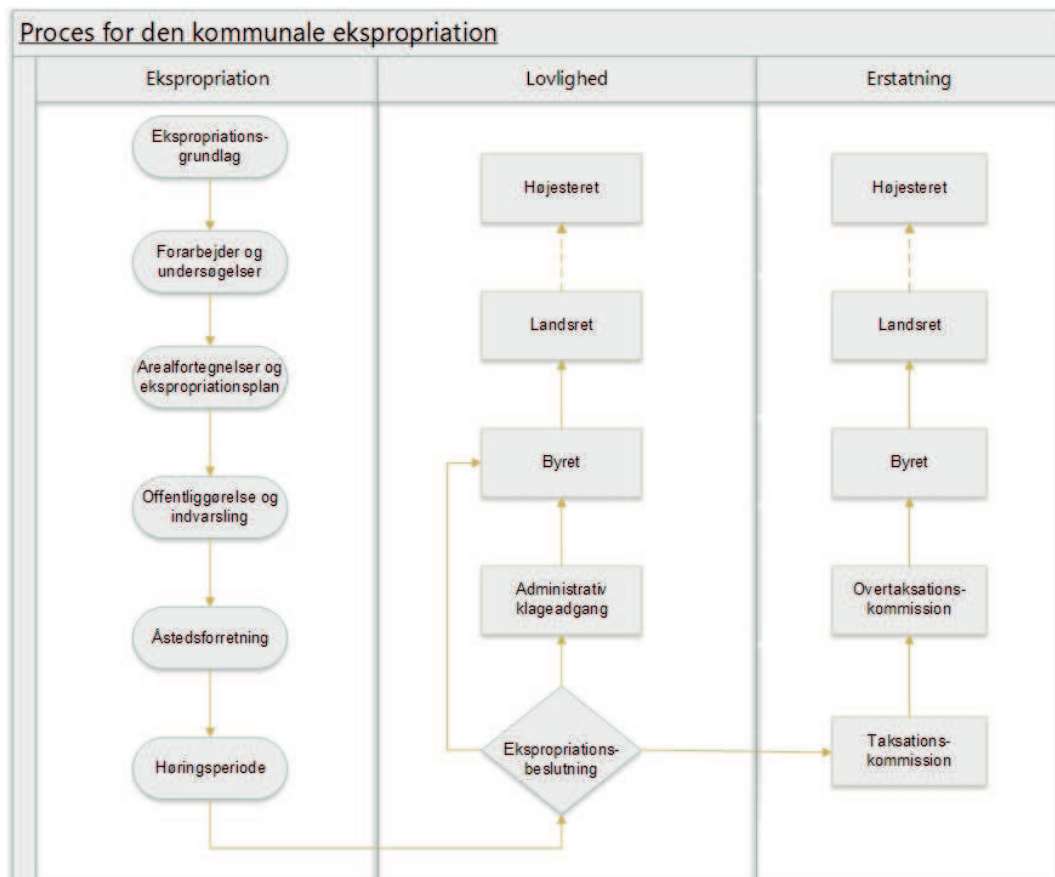 Proces for den kommunale ekspropriation
Ekspropriation
Lovlighed
Erstatning
Ekspropriations-
grundlag
Forarbejder og
undersøgelser
Arealfortegnelser og
ekspropriationsplan
Offentliggørelse og
indvarsling
Åstedsforretning
Høringsperiode
Højesteret
Landsret
Byret
Administrativ
klageadgang
Ekspropriations-
beslutning
Højesteret
Landsret
Byret
Overtaksations-
kommission
Taksations-
kommission